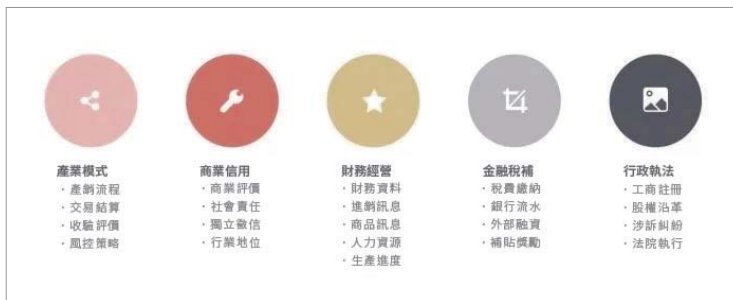 產業模式
・產銷流程
・交易結算
・收驗評價
・風控策略
商業信用
・商業評價
・社會責任
・獨立徵信
・行業地位
財務經營
・財務資料
・進銷訊息
・商品訊息
・人力資源
・生產進度
金融稅補
・稅費繳納
・銀行流水
・外部融資
・補貼獎勵
行政執法
・工商註冊
・股權沿革
・涉訴糾紛
・法院執行